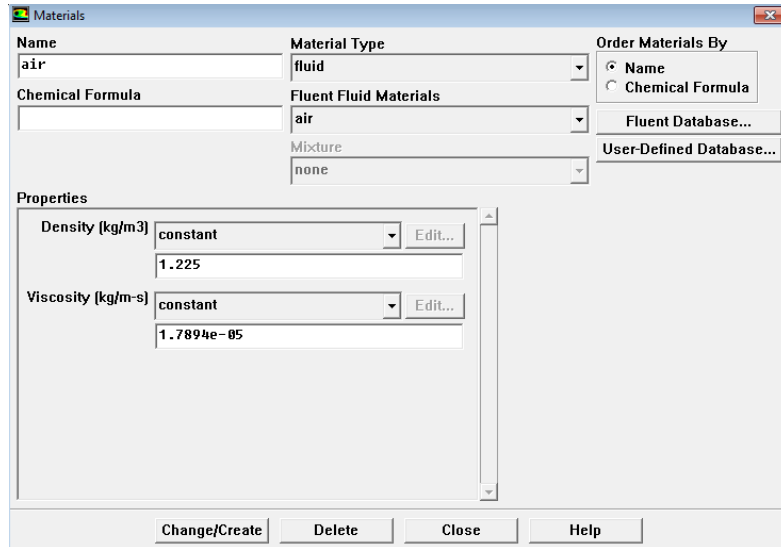 Materials
Name
air
Chemical Formula
Material Type
fluid
Fluent Fluid Materials
air
Mixture
none
Order Materials By
Name
Chemical Formula
Fluent Database...
User-Defined Database...
Properties
Density (kg/m3)
constant
Edit...
1.225
Viscosity (kg/m-s)
constant
Edit...
1.7894e-05
Change/Create
Delete
Close
Help